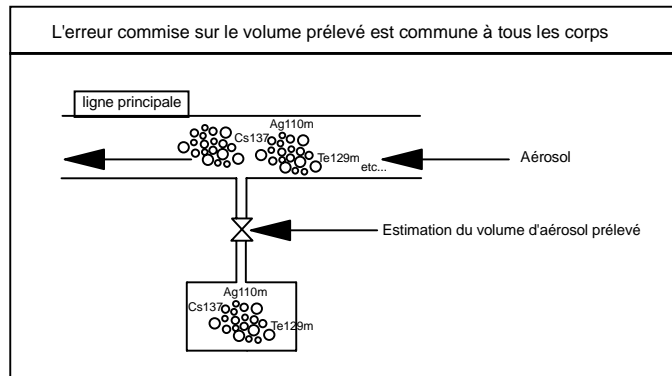 L'erreur commise sur le volume prélevé est commune à tous les corps
ligne principale
Ag110m
Cs137
Te129m
etc...
Aérosol
Estimation du volume d'aérosol prélevé
Ag110m
Cs137
Te129m